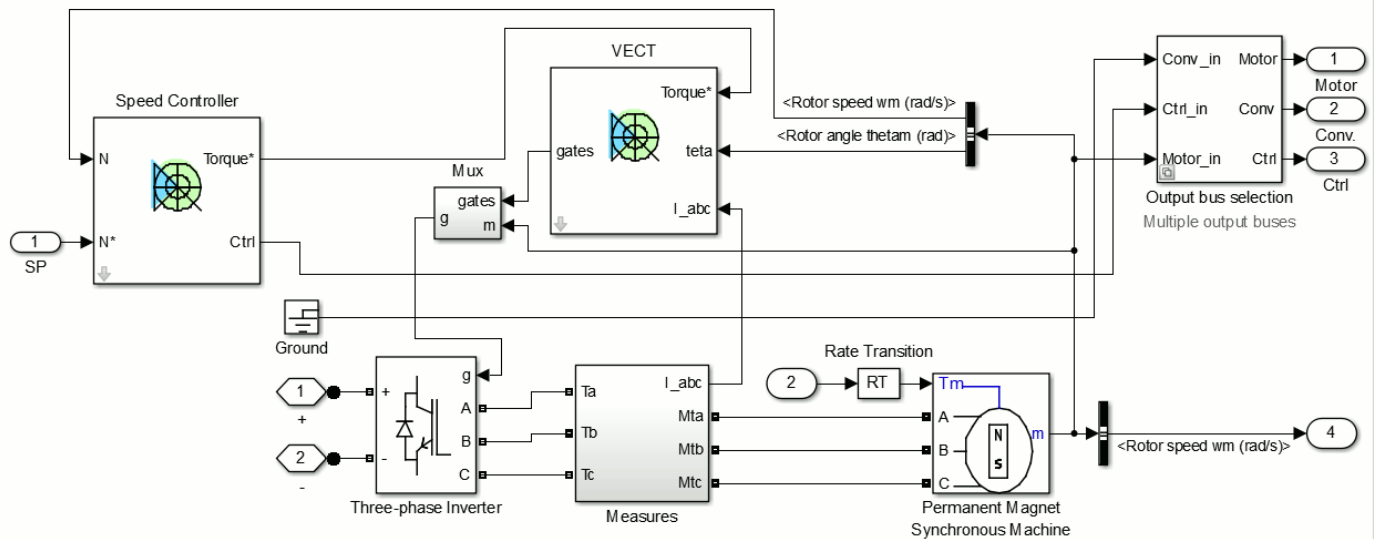 VECT
Speed Controller
N
Torque*
N*
Ctrl
1
SP
Mux
gates
g
m
Torque*
gates
teta
I_abc
<Rotor speed wm (rad/s)>
<Rotor angle thetam (rad)>
Conv_in
Motor
Ctrl_in
Conv
Motor_in
Ctrl
1
Motor
2
Conv.
3
Ctrl
Output bus selection
Multiple output buses
Ground
1
+
2
-
+
-
g
A
B
C
Three-phase Inverter
Ta
Tb
Tc
I_abc
Mta
Mtb
Mtc
Measures
Rate Transition
2
RT
Tm
A
B
C
N
S
m
Permanent Magnet
Synchronous Machine
<Rotor speed wm (rad/s)>
4